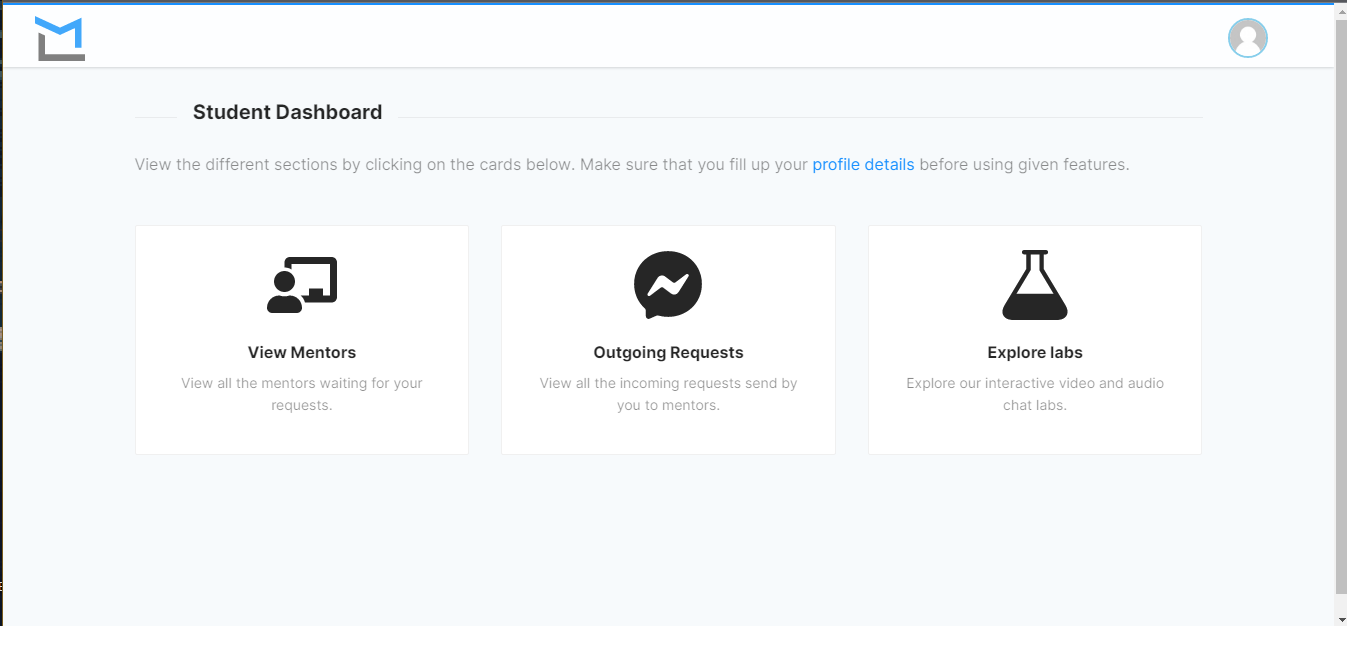 Student Dashboard
View the different sections by clicking on the cards below. Make sure that you fill up your profile details before using given features.
View Mentors
View all the mentors waiting for your
requests.
Outgoing Requests
View all the incoming requests send by
you to mentors.
Explore labs
Explore our interactive video and audio
chat labs.